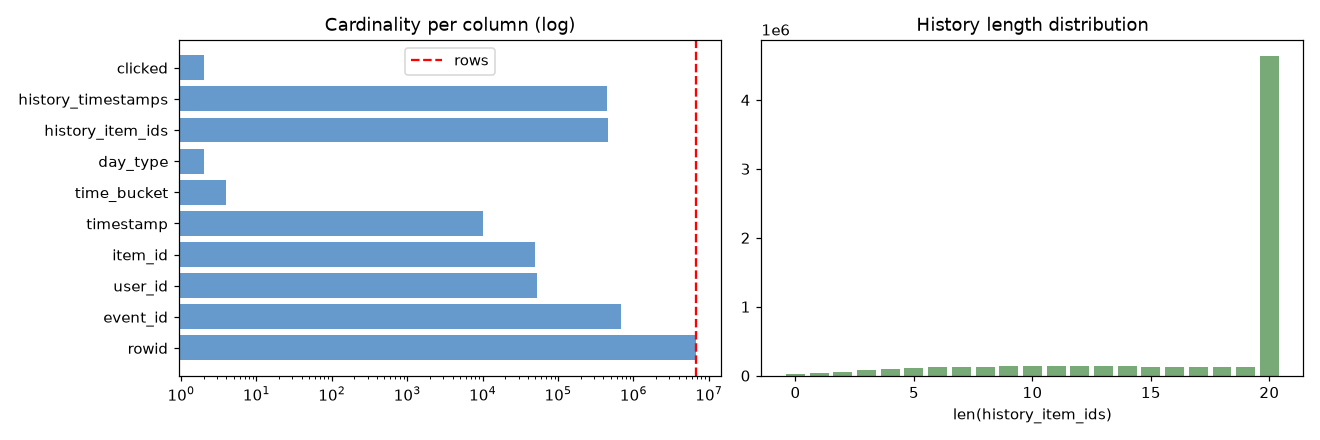 Cardinality per column (log)
rows
clicked
history_timestamps
history_item_ids
day_type
time_bucket
timestamp
item_id
user_id
event_id
rowid
10⁰ 10¹ 10² 10³ 10⁴ 10⁵ 10⁶ 10⁷
History length distribution
1e6
4
3
2
1
0
0 5 10 15 20
len(history_item_ids)